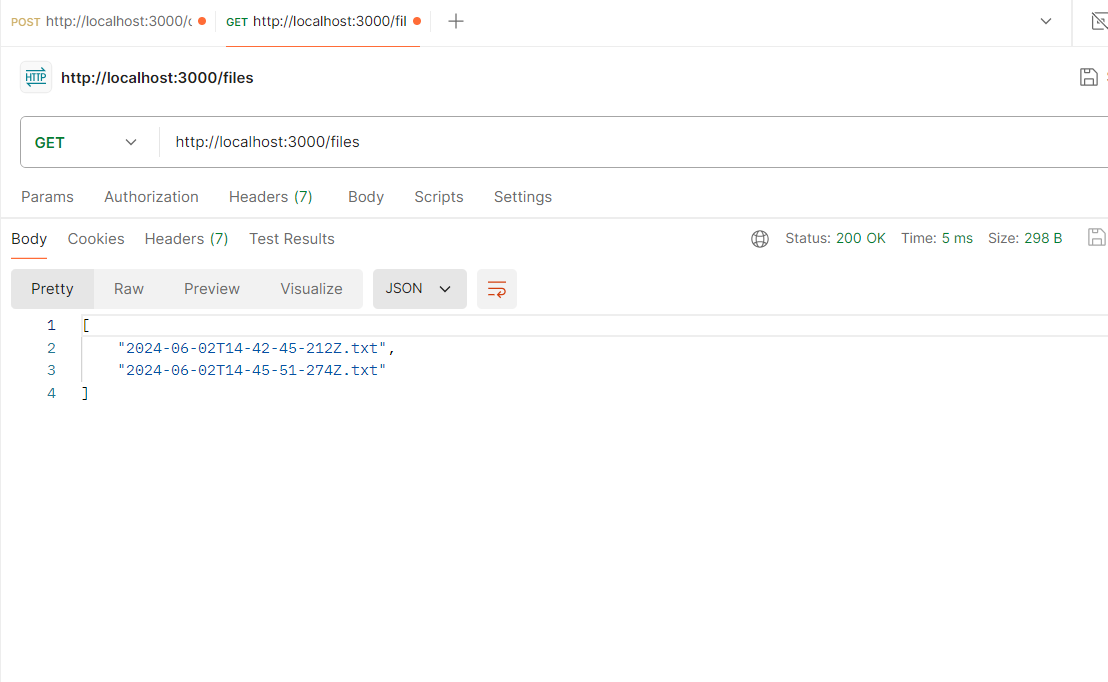 POST http://localhost:3000/c GET http://localhost:3000/fil
HTTP http://localhost:3000/files
GET http://localhost:3000/files
Params Authorization Headers (7) Body Scripts Settings
Body Cookies Headers (7) Test Results Status: 200 OK Time: 5 ms Size: 298 B
Pretty Raw Preview Visualize JSON
1 [
2 "2024-06-02T14-42-45-212Z.txt",
3 "2024-06-02T14-45-51-274Z.txt"
4 ]